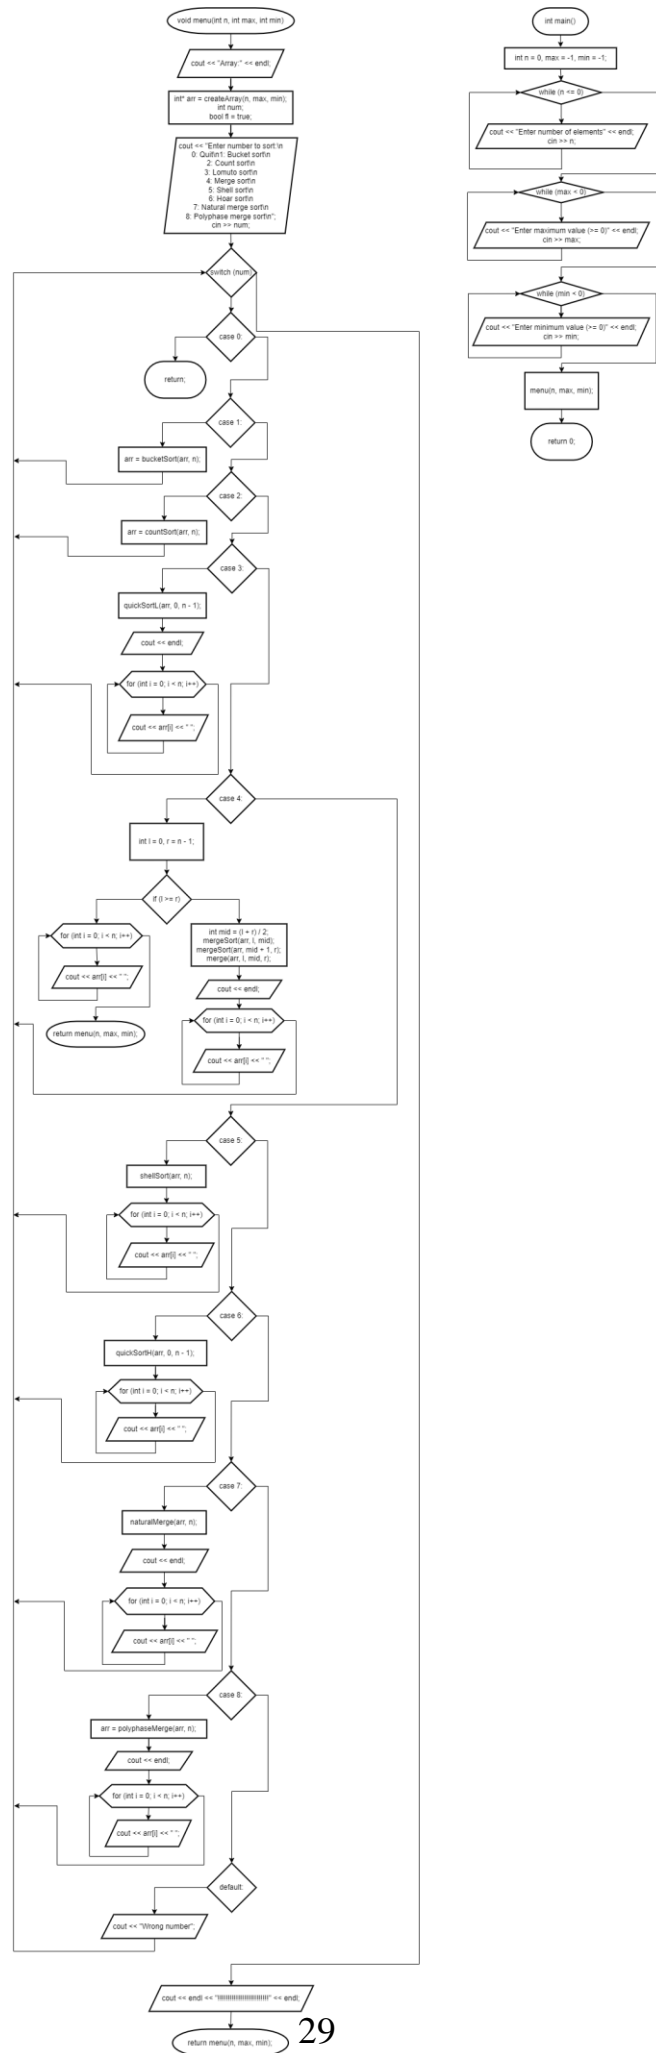 void menu(int n, int max, int min)
cout << "Array:" << endl;
int* arr = createArray(n, max, min);
int num;
bool fl = true;
cout << "Enter number to sort:\n
0: Quit\n1: Bucket sort\n
2: Count sort\n
3: Lomuto sort\n
4: Merge sort\n
5: Shell sort\n
6: Hoar sort\n
7: Natural merge sort\n
8: Polyphase merge sort\n";
cin >> num;
switch (num)
case 0:
return;
case 1:
arr = bucketSort(arr, n);
case 2:
arr = countSort(arr, n);
case 3:
quickSortL(arr, 0, n - 1);
cout << endl;
for (int i = 0; i < n; i++)
cout << arr[i] << " ";
case 4:
int l = 0, r = n - 1;
if (l >= r)
for (int i = 0; i < n; i++)
cout << arr[i] << " ";
return menu(n, max, min);
int mid = (l + r) / 2;
mergeSort(arr, l, mid);
mergeSort(arr, mid + 1, r);
merge(arr, l, mid, r);
cout << endl;
for (int i = 0; i < n; i++)
cout << arr[i] << " ";
case 5:
shellSort(arr, n);
for (int i = 0; i < n; i++)
cout << arr[i] << " ";
case 6:
quickSortH(arr, 0, n - 1);
for (int i = 0; i < n; i++)
cout << arr[i] << " ";
case 7:
naturalMerge(arr, n);
cout << endl;
for (int i = 0; i < n; i++)
cout << arr[i] << " ";
case 8:
arr = polyphaseMerge(arr, n);
cout << endl;
for (int i = 0; i < n; i++)
cout << arr[i] << " ";
default:
cout << "Wrong number";
cout << endl << << endl;
return menu(n, max, min);
int main()
int n = 0, max = -1, min = -1;
while (n <= 0)
cout << "Enter number of elements" << endl;
cin >> n;
while (max < 0)
cout << "Enter maximum value (>= 0)" << endl;
cin >> max;
while (min < 0)
cout << "Enter minimum value (>= 0)" << endl;
cin >> min;
menu(n, max, min);
return 0;
29